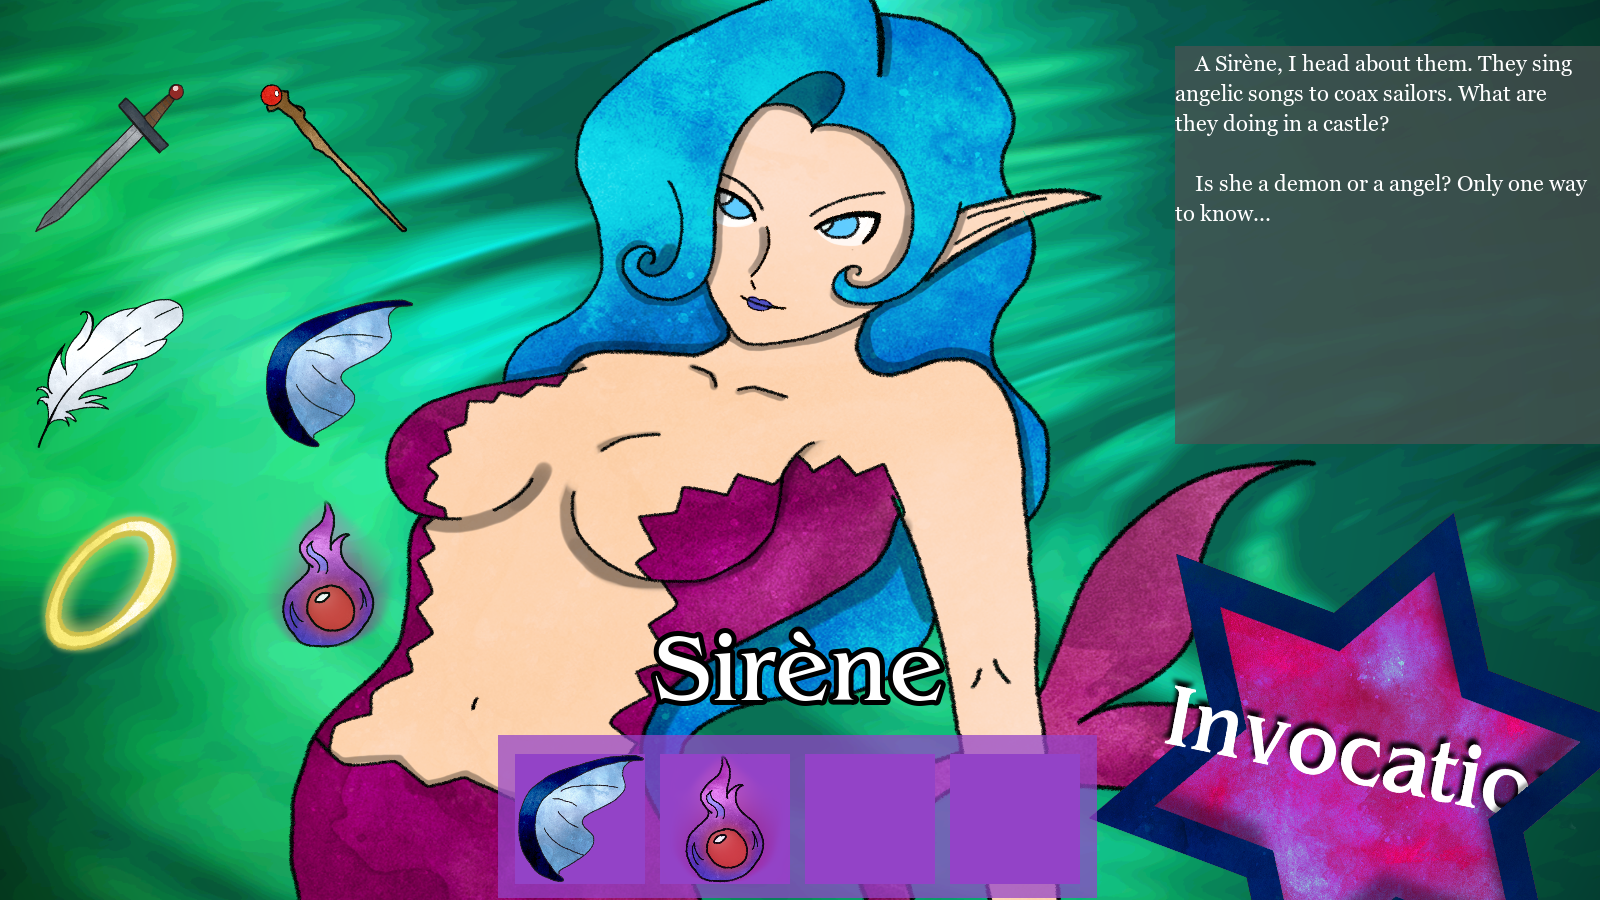 A Sirène, I head about them. They sing
angelic songs to coax sailors. What are
they doing in a castle?
Is she a demon or a angel? Only one way
to know...
Sirène
Invocatio